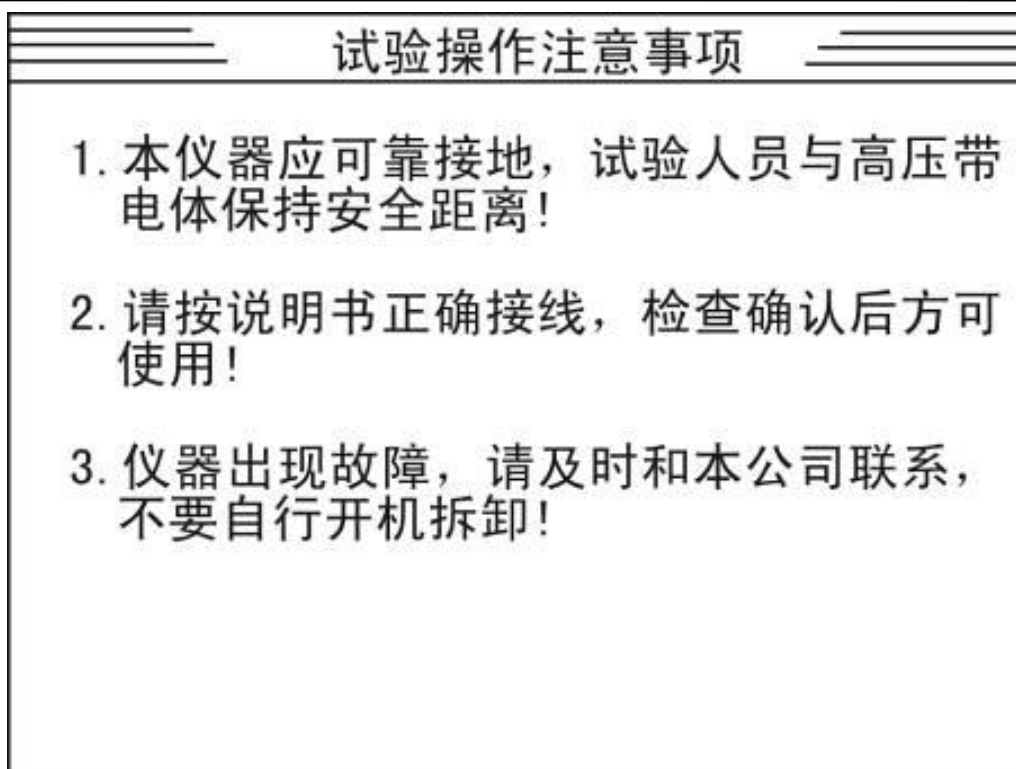 试验操作注意事项
1. 本仪器应可靠接地，试验人员与高压带
电体保持安全距离!
2. 请按说明书正确接线，检查确认后方可
使用!
3. 仪器出现故障，请及时和本公司联系，
不要自行开机拆卸!